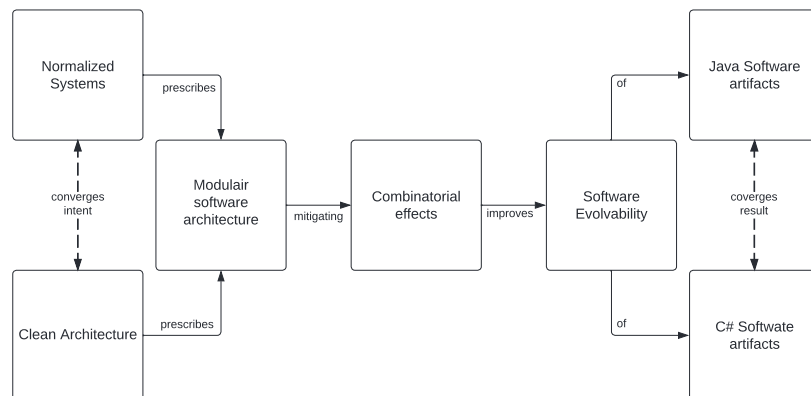 Normalized
Systems
prescribes
Java Software
artifacts
of
converges
intent
Modulair
software
architecture
mitigating
Combinatorial
effects
improves
Software
Evolvability
coverges
result
Clean Architecture
prescribes
of
C# Softwate
artifacts